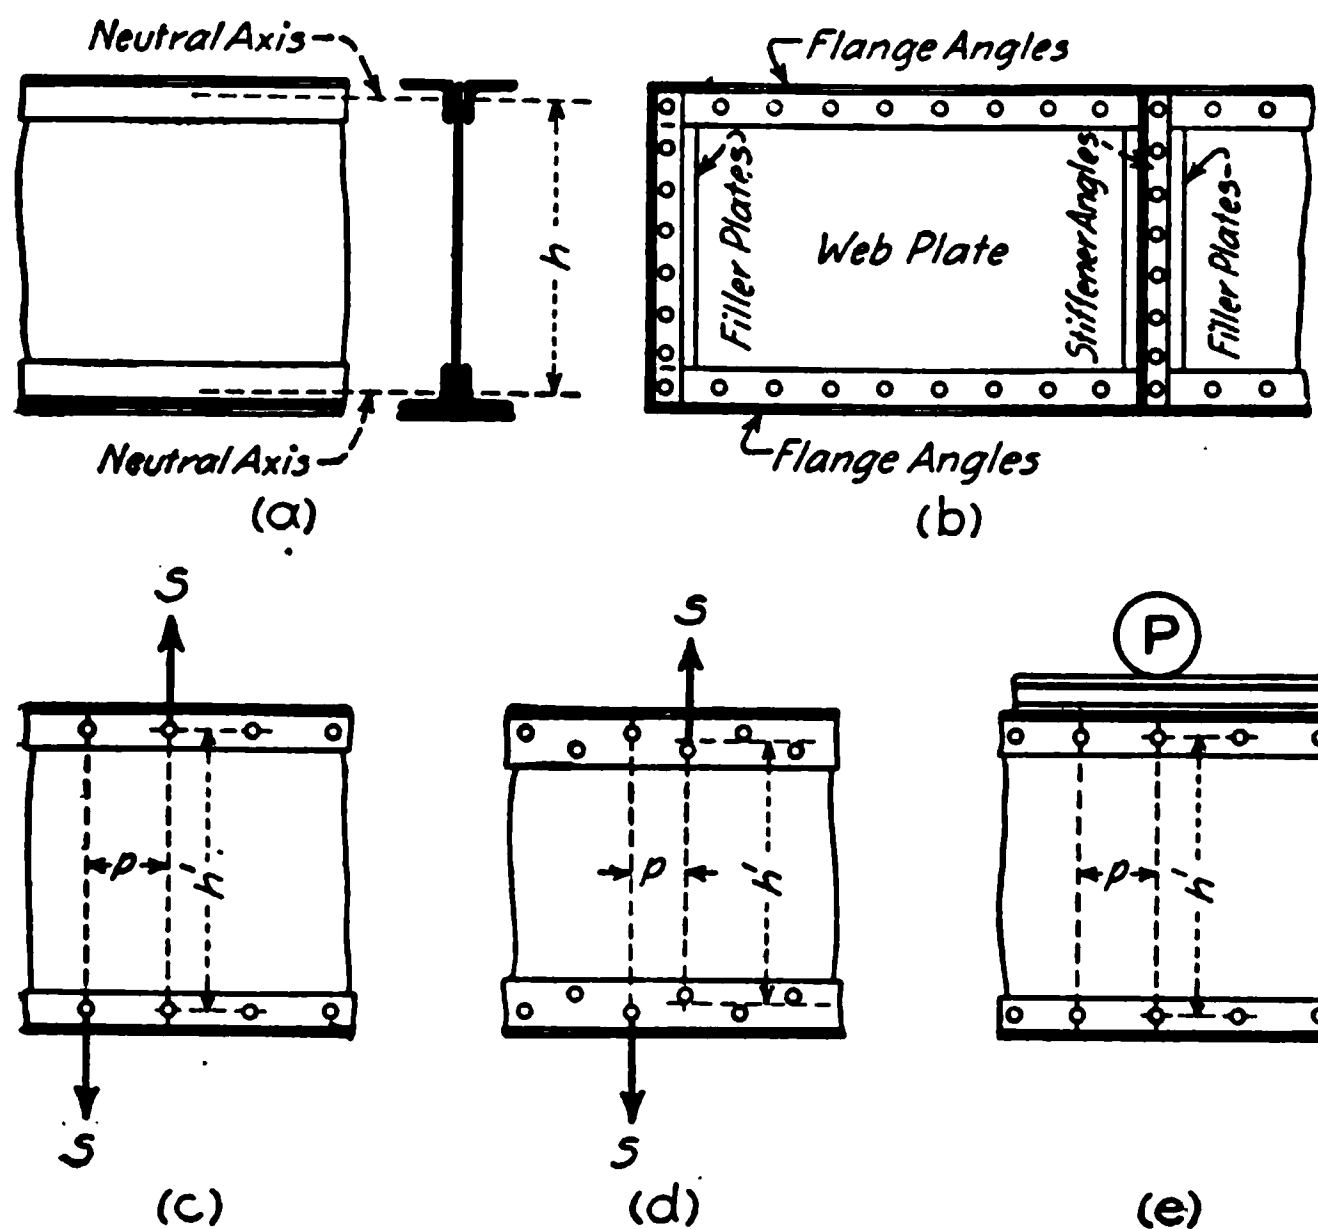 Neutral Axis
h
Neutral Axis
(a)
Flange Angles
Filler Plates
Web Plate
Stiffener Angles
Filler Plates
Flange Angles
(b)
S
p
h'
S
(c)
S
p
h'
S
(d)
P
p
h'
(e)